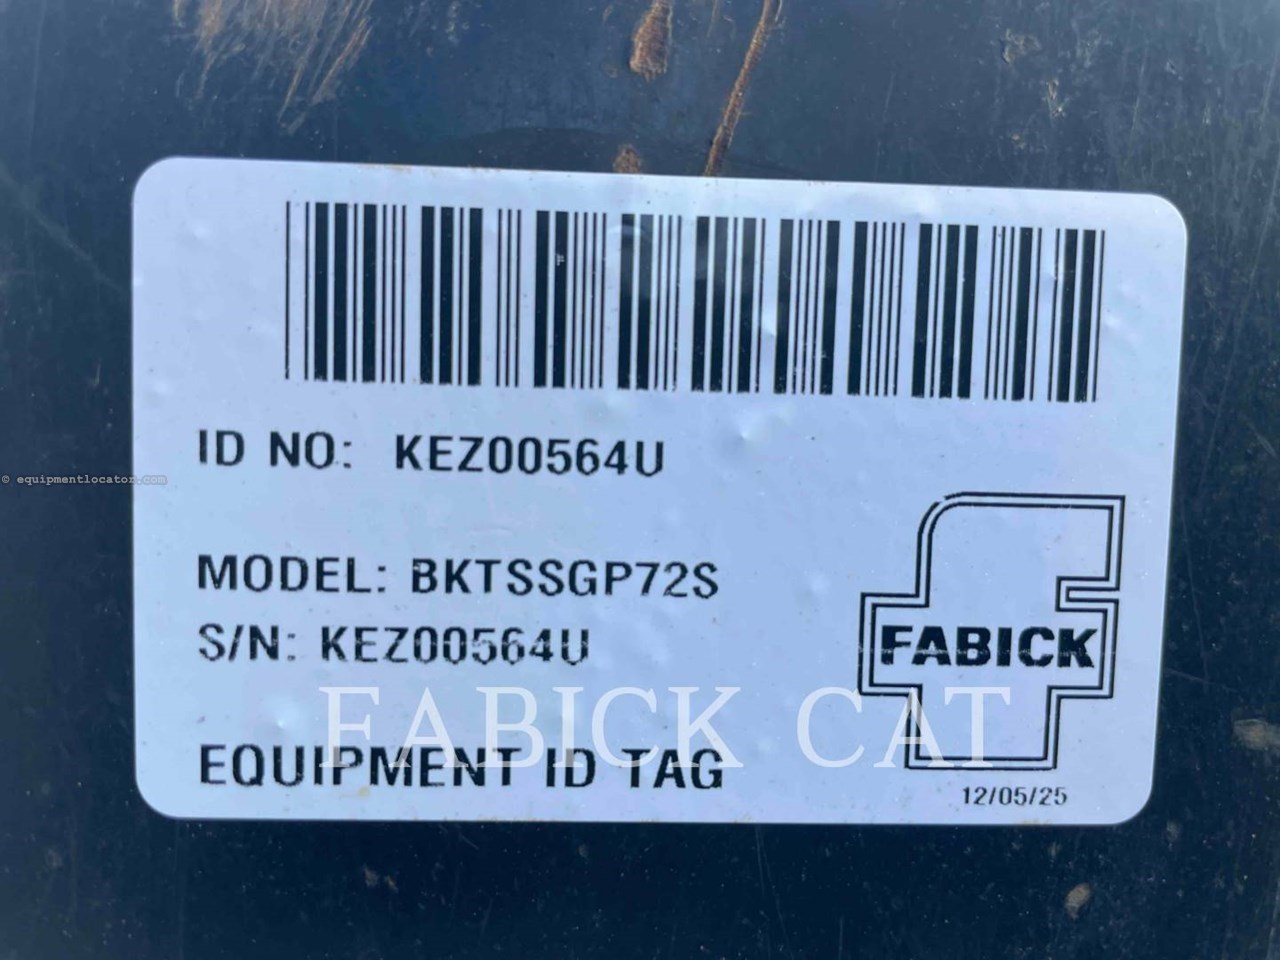 ID NO: KEZ00564U
© equipmentlocator.com
MODEL: BKTSSGP72S
S/N: KEZ00564U
FABICK
FABICK CAT
EQUIPMENT ID TAG
12/05/25